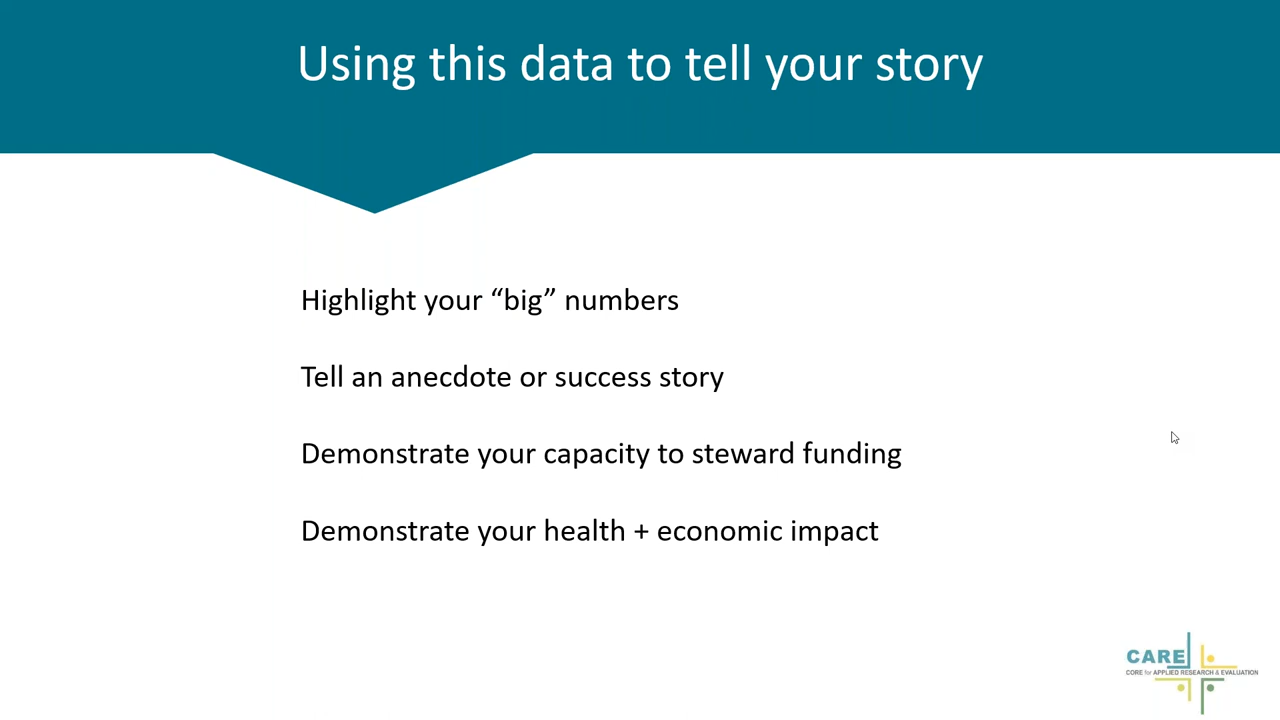 Using this data to tell your story
Highlight your “big” numbers
Tell an anecdote or success story
Demonstrate your capacity to steward funding
Demonstrate your health + economic impact
CARE
CORE for APPLIED RESEARCH & EVALUATION